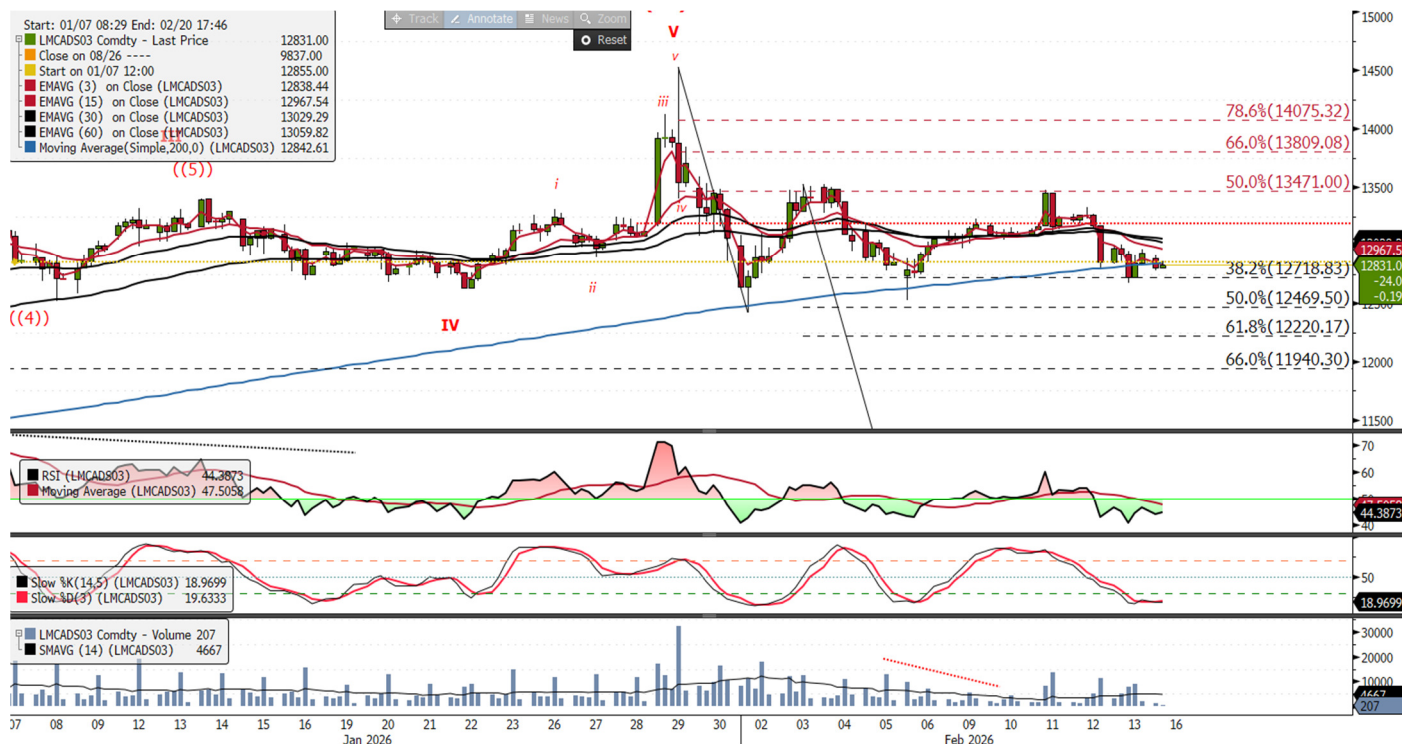 Start: 01/07 08:29 End: 02/20 17:46
LMCADS03 Comdty - Last Price 12831.00
Close on 08/26 ---- 9837.00
Start on 01/07 12:00 12855.00
EMAVG (3) on Close (LMCADS03) 12838.44
EMAVG (15) on Close (LMCADS03) 12967.54
EMAVG (30) on Close (LMCADS03) 13029.29
EMAVG (60) on Close (LMCADS03) 13059.82
Moving Average(Simple,200,0) (LMCADS03) 12842.61
Track Annotate News Zoom
Reset
III
((5))
((4))
IV
i
ii
iii
iv
V
v
78.6%(14075.32)
66.0%(13809.08)
50.0%(13471.00)
38.2%(12718.83)
50.0%(12469.50)
61.8%(12220.17)
66.0%(11940.30)
15000
14500
14000
13500
12967.5
12831.0
-24.0
-0.19
12000
11500
RSI (LMCADS03) 44.3873
Moving Average (LMCADS03) 47.5058
70
60
50
44.3873
40
Slow %K(14,5) (LMCADS03) 18.9699
Slow %D(3) (LMCADS03) 19.6333
50
18.9699
LMCADS03 Comdty - Volume 207
SMAVG (14) (LMCADS03) 4667
30000
20000
10000
4667
207
07 08 09 12 13 14 15 16 19 20 21 22 23 26 27 28 29 30 02 03 04 05 06 09 10 11 12 13 16
Jan 2026 Feb 2026